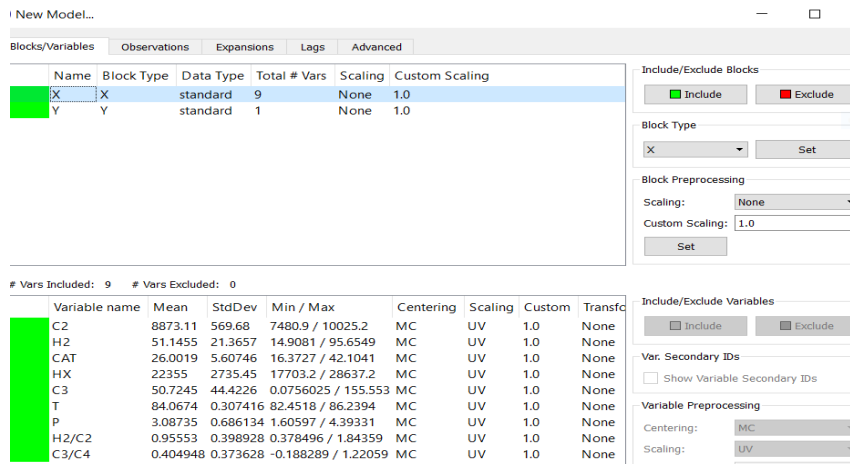 New Model...
Blocks/Variables Observations Expansions Lags Advanced
Name Block Type Data Type Total # Vars Scaling Custom Scaling
X X standard 9 None 1.0
Y Y standard 1 None 1.0
Include/Exclude Blocks
Include Exclude
Block Type
X Set
Block Preprocessing
Scaling: None
Custom Scaling: 1.0
Set
# Vars Included: 9 # Vars Excluded: 0
Variable name Mean StdDev Min / Max Centering Scaling Custom Transfo
C2 8873.11 569.68 7480.9 / 10025.2 MC UV 1.0 None
H2 51.1455 21.3657 14.9081 / 95.6549 MC UV 1.0 None
CAT 26.0019 5.60746 16.3727 / 42.1041 MC UV 1.0 None
HX 22355 2735.45 17703.2 / 28637.2 MC UV 1.0 None
C3 50.7245 44.4226 0.0756025 / 155.553 MC UV 1.0 None
T 84.0674 0.307416 82.4518 / 86.2394 MC UV 1.0 None
P 3.08735 0.686134 1.60597 / 4.39331 MC UV 1.0 None
H2/C2 0.95553 0.398928 0.378496 / 1.84359 MC UV 1.0 None
C3/C4 0.404948 0.373628 -0.188289 / 1.22059 MC UV 1.0 None
Include/Exclude Variables
Include Exclude
Var. Secondary IDs
Show Variable Secondary IDs
Variable Preprocessing
Centering: MC
Scaling: UV